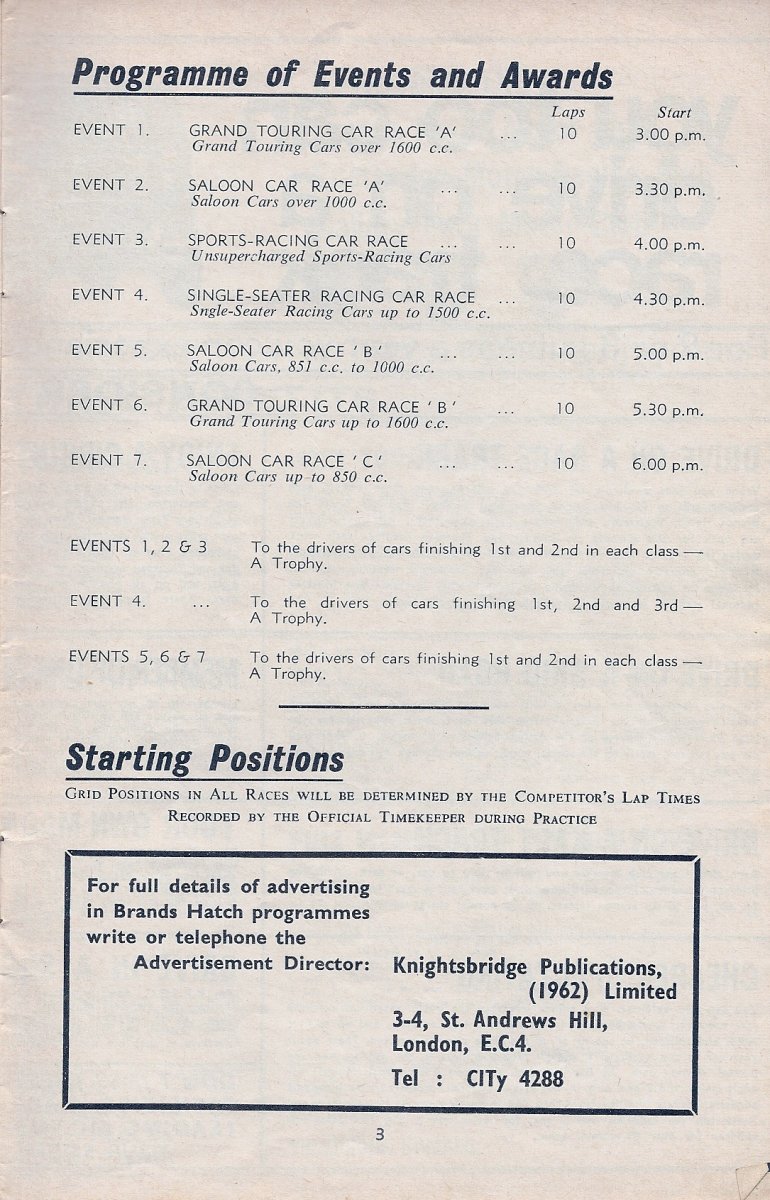 Programme of Events and Awards
Laps Start
EVENT 1. GRAND TOURING CAR RACE 'A' ... 10 3.00 p.m.
Grand Touring Cars over 1600 c.c.
EVENT 2. SALOON CAR RACE 'A' ... ... 10 3.30 p.m.
Saloon Cars over 1000 c.c.
EVENT 3. SPORTS-RACING CAR RACE ... ... 10 4.00 p.m.
Unsupercharged Sports-Racing Cars
EVENT 4. SINGLE-SEATER RACING CAR RACE ... 10 4.30 p.m.
Sngle-Seater Racing Cars up to 1500 c.c.
EVENT 5. SALOON CAR RACE ' B ' ... ... 10 5.00 p.m.
Saloon Cars, 851 c.c. to 1000 c.c.
EVENT 6. GRAND TOURING CAR RACE ' B ' ... 10 5.30 p.m.
Grand Touring Cars up to 1600 c.c.
EVENT 7. SALOON CAR RACE ' C ' ... ... 10 6.00 p.m.
Saloon Cars up to 850 c.c.
EVENTS 1, 2 & 3 To the drivers of cars finishing 1st and 2nd in each class —
A Trophy.
EVENT 4. ... To the drivers of cars finishing 1st, 2nd and 3rd —
A Trophy.
EVENTS 5, 6 & 7 To the drivers of cars finishing 1st and 2nd in each class —
A Trophy.
Starting Positions
GRID POSITIONS IN ALL RACES WILL BE DETERMINED BY THE COMPETITOR'S LAP TIMES
RECORDED BY THE OFFICIAL TIMEKEEPER DURING PRACTICE
For full details of advertising
in Brands Hatch programmes
write or telephone the
Advertisement Director: Knightsbridge Publications,
(1962) Limited
3-4, St. Andrews Hill,
London, E.C.4.
Tel : CITy 4288
3